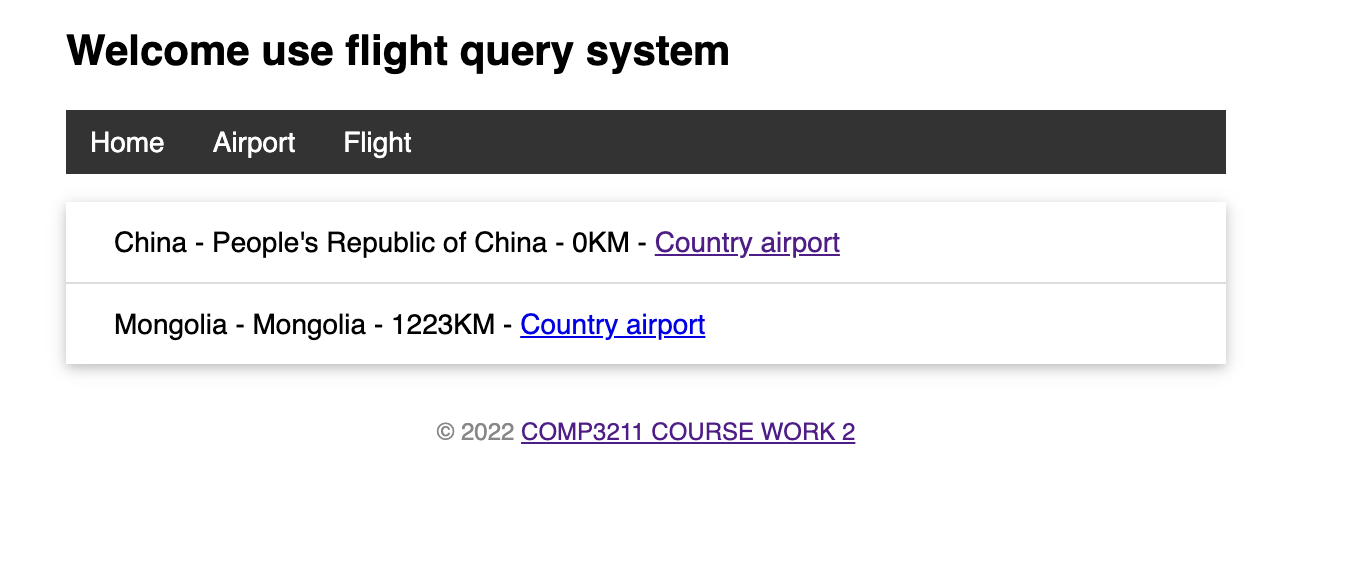 Welcome use flight query system
Home Airport Flight
China - People's Republic of China - 0KM - Country airport
Mongolia - Mongolia - 1223KM - Country airport
© 2022 COMP3211 COURSE WORK 2